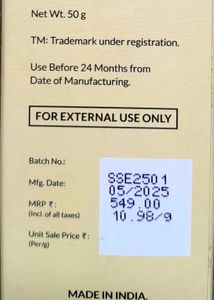 Net Wt. 50 g
TM: Trademark under registration.
Use Before 24 Months from
Date of Manufacturing.
FOR EXTERNAL USE ONLY
Batch No.: SSE2501
Mfg. Date: 05/2025
MRP ₹ : 549.00
(Incl. of all taxes) 10.98/g
Unit Sale Price ₹ :
(Per/g)
MADE IN INDIA.